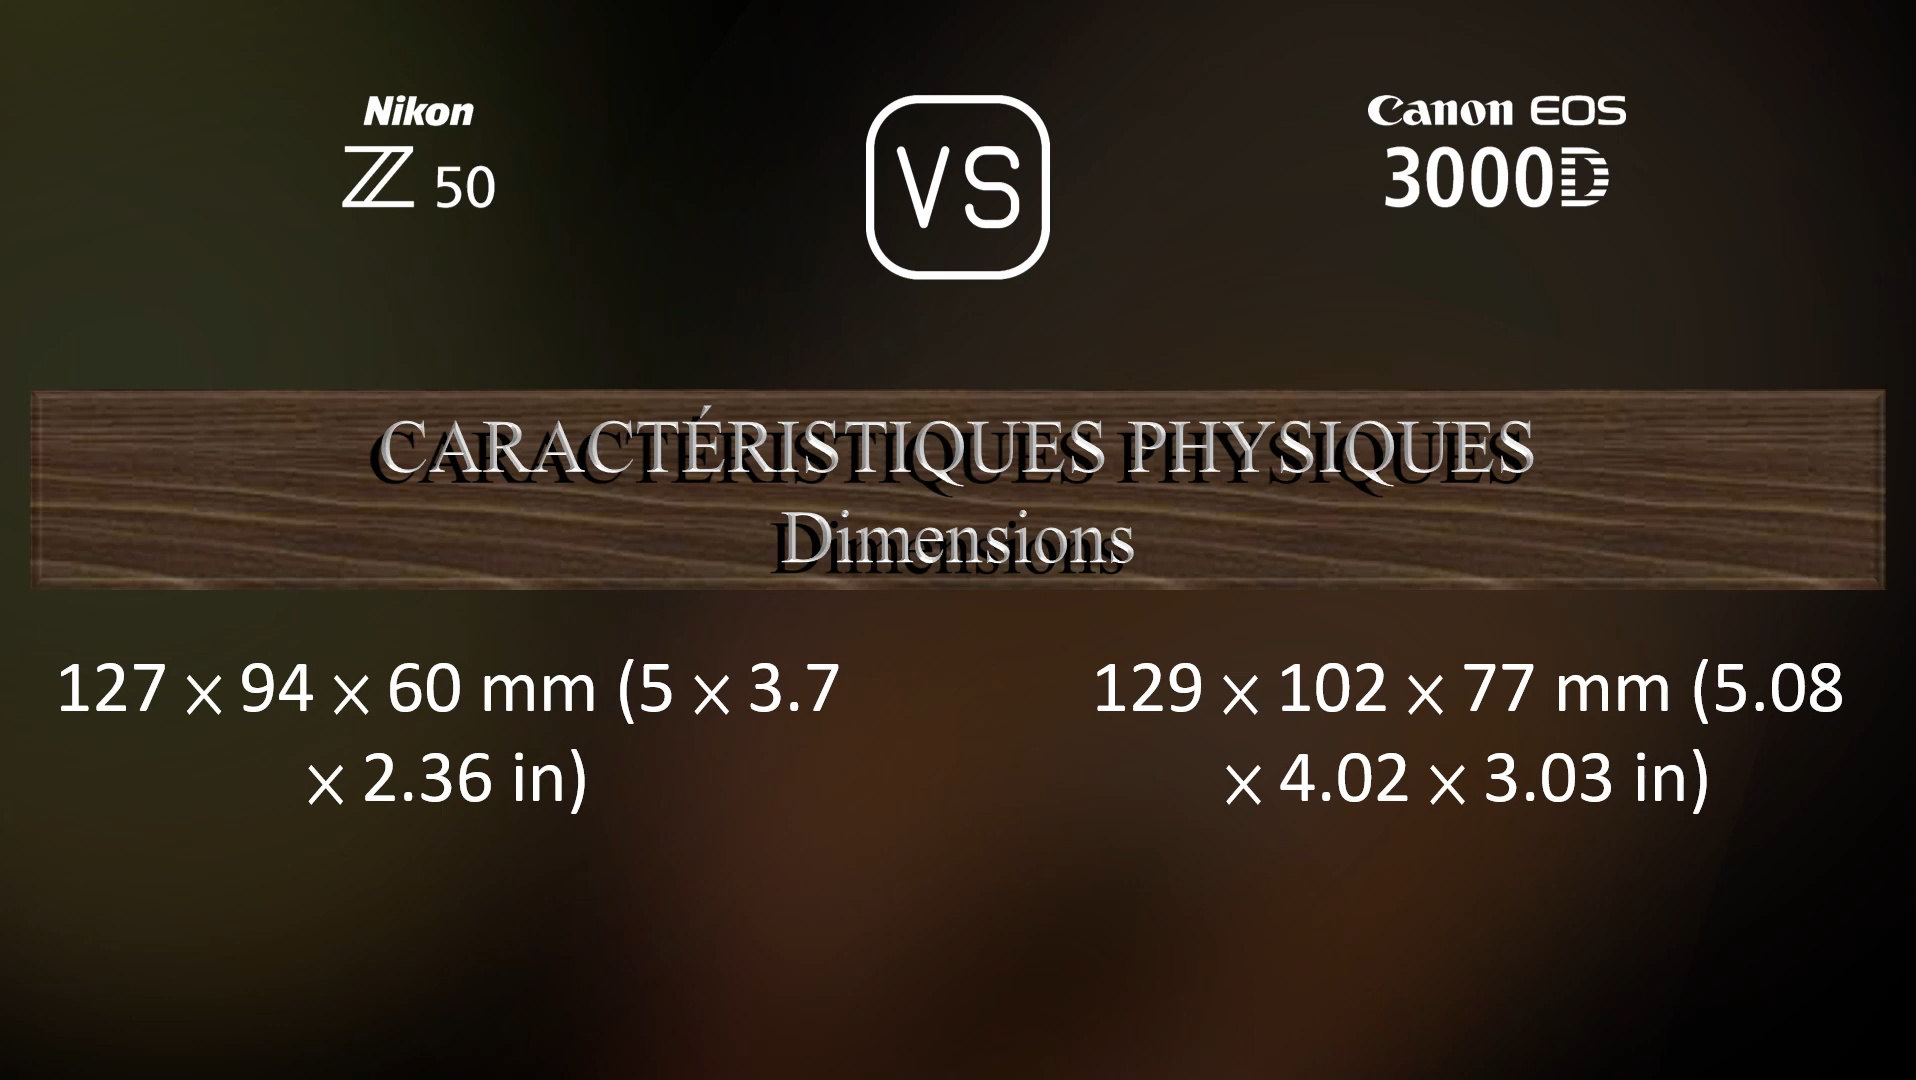 Nikon
Z 50
VS
Canon EOS
3000D
CARACTÉRISTIQUES PHYSIQUES
Dimensions
127 x 94 x 60 mm (5 x 3.7
x 2.36 in)
129 x 102 x 77 mm (5.08
x 4.02 x 3.03 in)